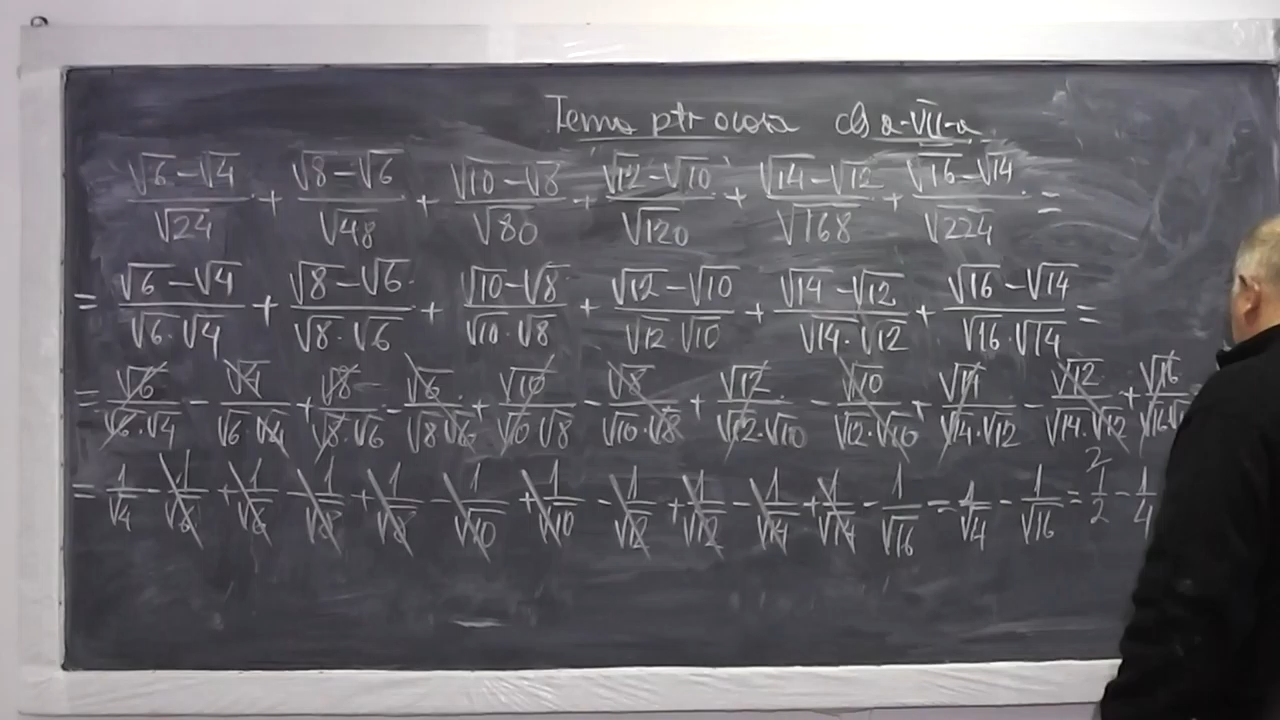 Tema ptr acasa cls a-VII-a
(√6-√4)/√24 + (√8-√6)/√48 + (√10-√8)/√80 + (√12-√10)/√120 + (√14-√12)/√168 + (√16-√14)/√224 =
= (√6-√4)/(√6·√4) + (√8-√6)/(√8·√6) + (√10-√8)/(√10·√8) + (√12-√10)/(√12·√10) + (√14-√12)/(√14·√12) + (√16-√14)/(√16·√14) =
= √6/(√6·√4) - √4/(√6·√4) + √8/(√8·√6) - √6/(√8·√6) + √10/(√10·√8) - √8/(√10·√8) + √12/(√12·√10) - √10/(√12·√10) + √14/(√14·√12) - √12/(√14·√12) + √16/(√16·√1
= 1/√4 - 1/√6 + 1/√6 - 1/√8 + 1/√8 - 1/√10 + 1/√10 - 1/√12 + 1/√12 - 1/√14 + 1/√14 - 1/√16 = 1/√4 - 1/√16 = 2 1/2 - 1/4